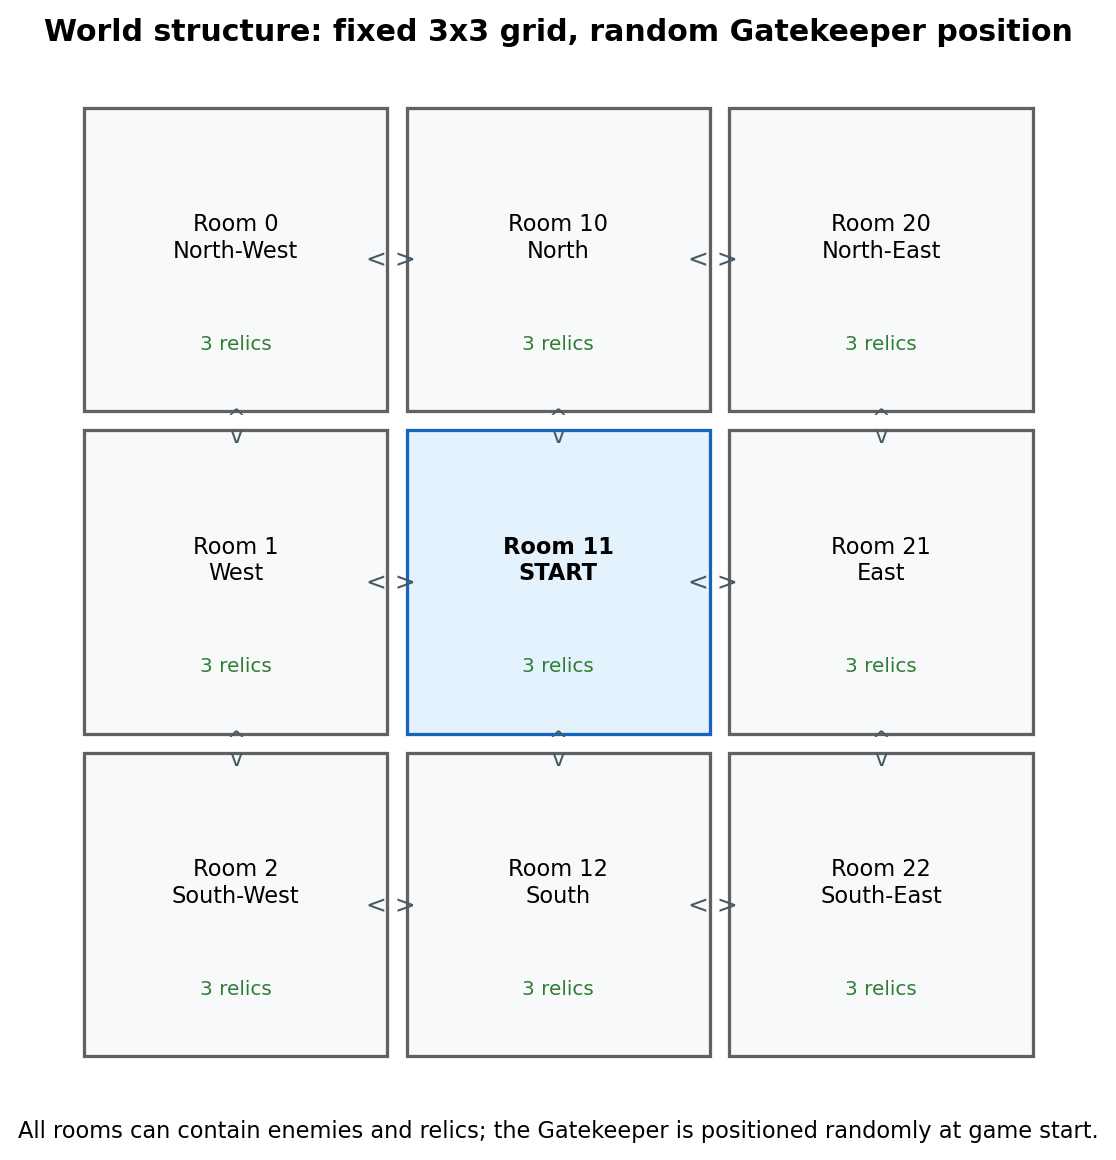 World structure: fixed 3x3 grid, random Gatekeeper position
Room 0
North-West
3 relics
< >
Room 10
North
3 relics
< >
Room 20
North-East
3 relics
^
v
^
v
^
v
Room 1
West
3 relics
< >
Room 11
START
3 relics
< >
Room 21
East
3 relics
^
v
^
v
^
v
Room 2
South-West
3 relics
< >
Room 12
South
3 relics
< >
Room 22
South-East
3 relics
All rooms can contain enemies and relics; the Gatekeeper is positioned randomly at game start.